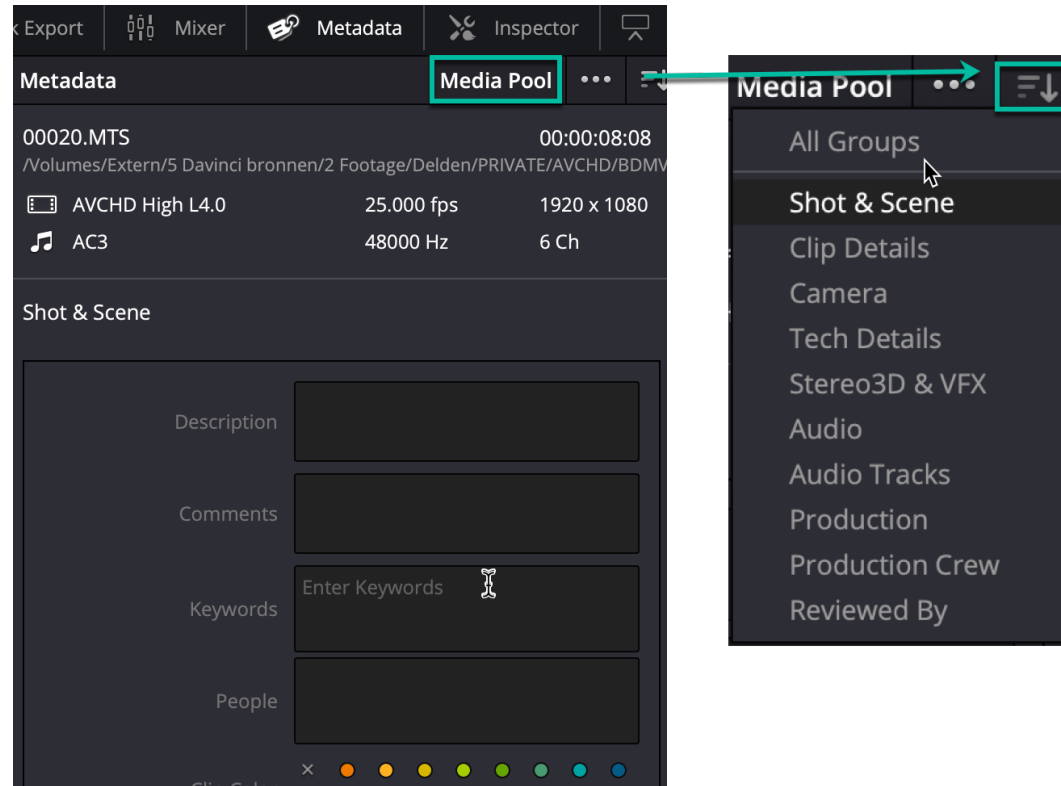 k Export Mixer Metadata Inspector
Metadata Media Pool •••
00020.MTS 00:00:08:08
/Volumes/Extern/5 Davinci bronnen/2 Footage/Delden/PRIVATE/AVCHD/BDMV
AVCHD High L4.0 25.000 fps 1920 x 1080
AC3 48000 Hz 6 Ch
Shot & Scene
Description
Comments
Keywords Enter Keywords
People
Media Pool •••
All Groups
Shot & Scene
Clip Details
Camera
Tech Details
Stereo3D & VFX
Audio
Audio Tracks
Production
Production Crew
Reviewed By